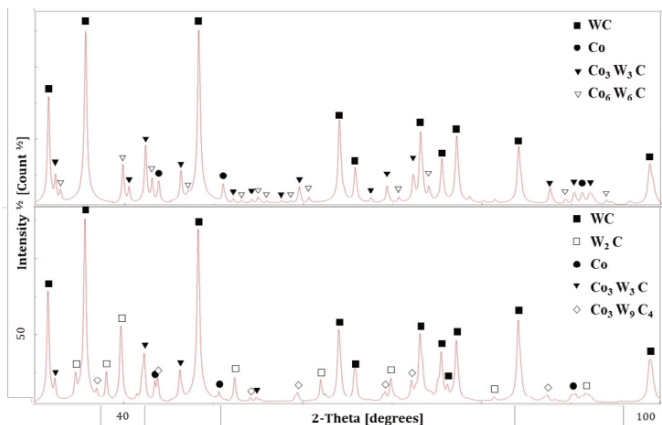 WC
Co
Co₃ W₃ C
Co₆ W₆ C
Intensity ½ [Count ½]
WC
W₂ C
Co
Co₃ W₃ C
Co₃ W₉ C₄
50
40
2-Theta [degrees]
100